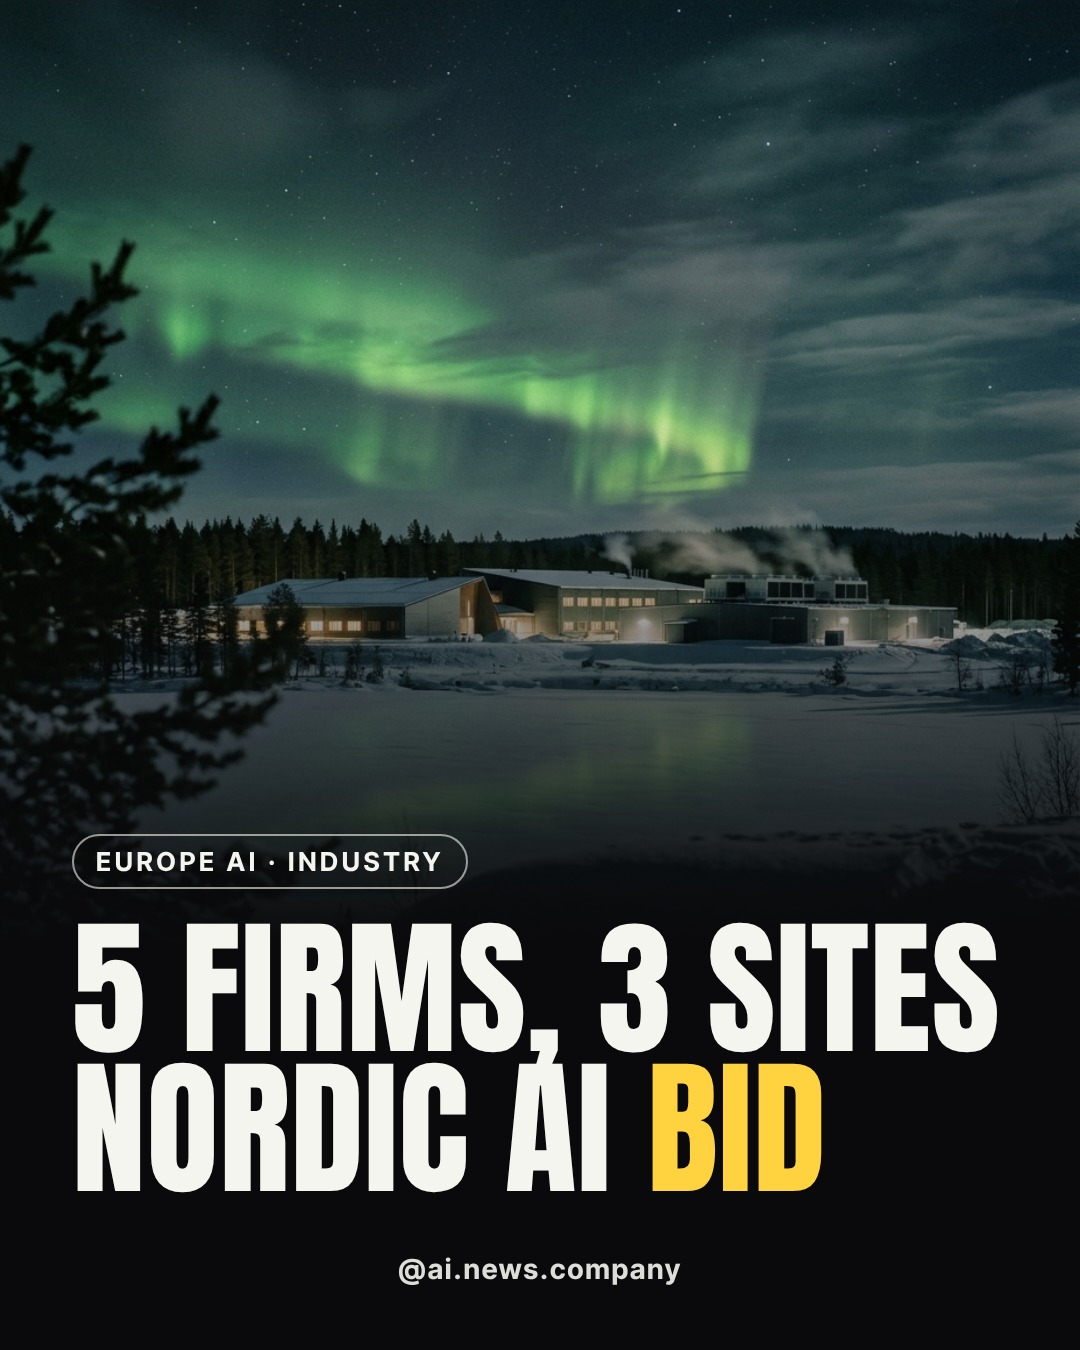 EUROPE AI · INDUSTRY
5 FIRMS, 3 SITES
NORDIC AI BID
@ai.news.company